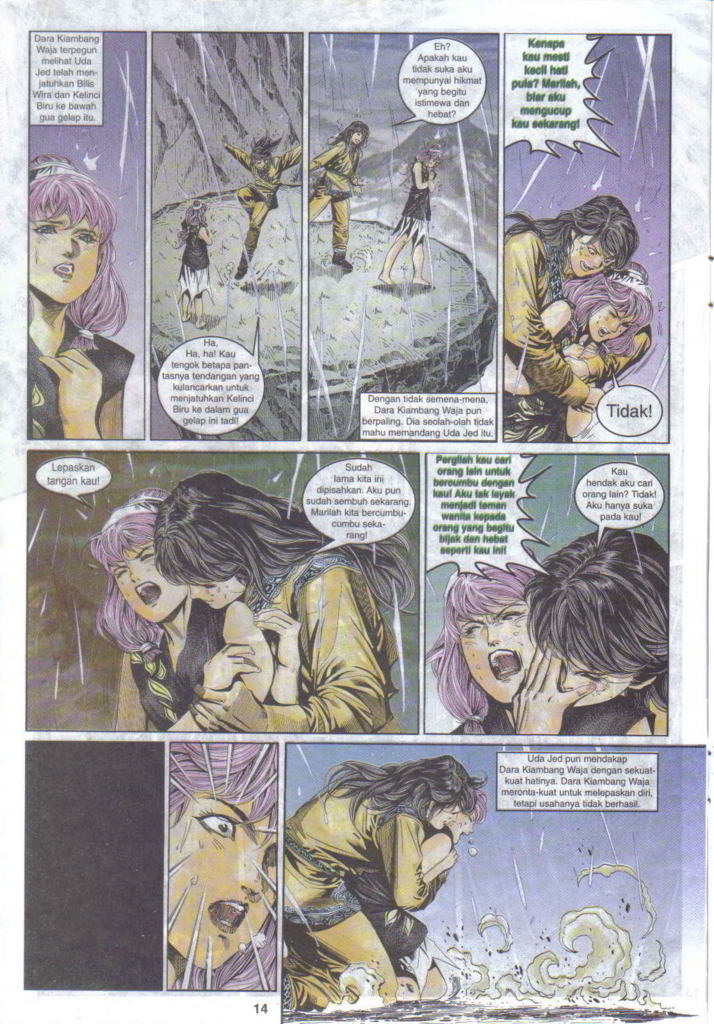 Dara Kiambang
Waja terpegun
melihat Uda
Jed telah men-
jatuhkan Bilis
Wira dan Kelinci
Biru ke bawah
gua gelap itu.
Ha,
Ha, ha! Kau
tengok betapa pan-
tasnya tendangan yang
kulancarkan untuk
menjatuhkan Kelinci
Biru ke dalam gua
gelap ini tadi!
Eh?
Apakah kau
tidak suka aku
mempunyai hikmat
yang begitu
istimewa dan
hebat?
Dengan tidak semena-mena,
Dara Kiambang Waja pun
berpaling. Dia seolah-olah tidak
mahu memandang Uda Jed itu.
Kenapa
kau mesti
kecil hati
pula? Marilah,
biar aku
mengucup
kau sekarang!
Tidak!
Lepaskan
tangan kau!
Sudah
lama kita ini
dipisahkan. Aku pun
sudah sembuh sekarang.
Marilah kita bercumbu-
cumbu seka-
rang!
Pergilah kau cari
orang lain untuk
bercumbu dengan
kau! Aku tak layak
menjadi teman
wanita kepada
orang yang begitu
bijak dan hebat
seperti kau ini!
Kau
hendak aku cari
orang lain? Tidak!
Aku hanya suka
pada kau!
Uda Jed pun mendakap
Dara Kiambang Waja dengan sekuat-
kuat hatinya. Dara Kiambang Waja
meronta-kuat untuk melepaskan diri,
tetapi usahanya tidak berhasil.
14